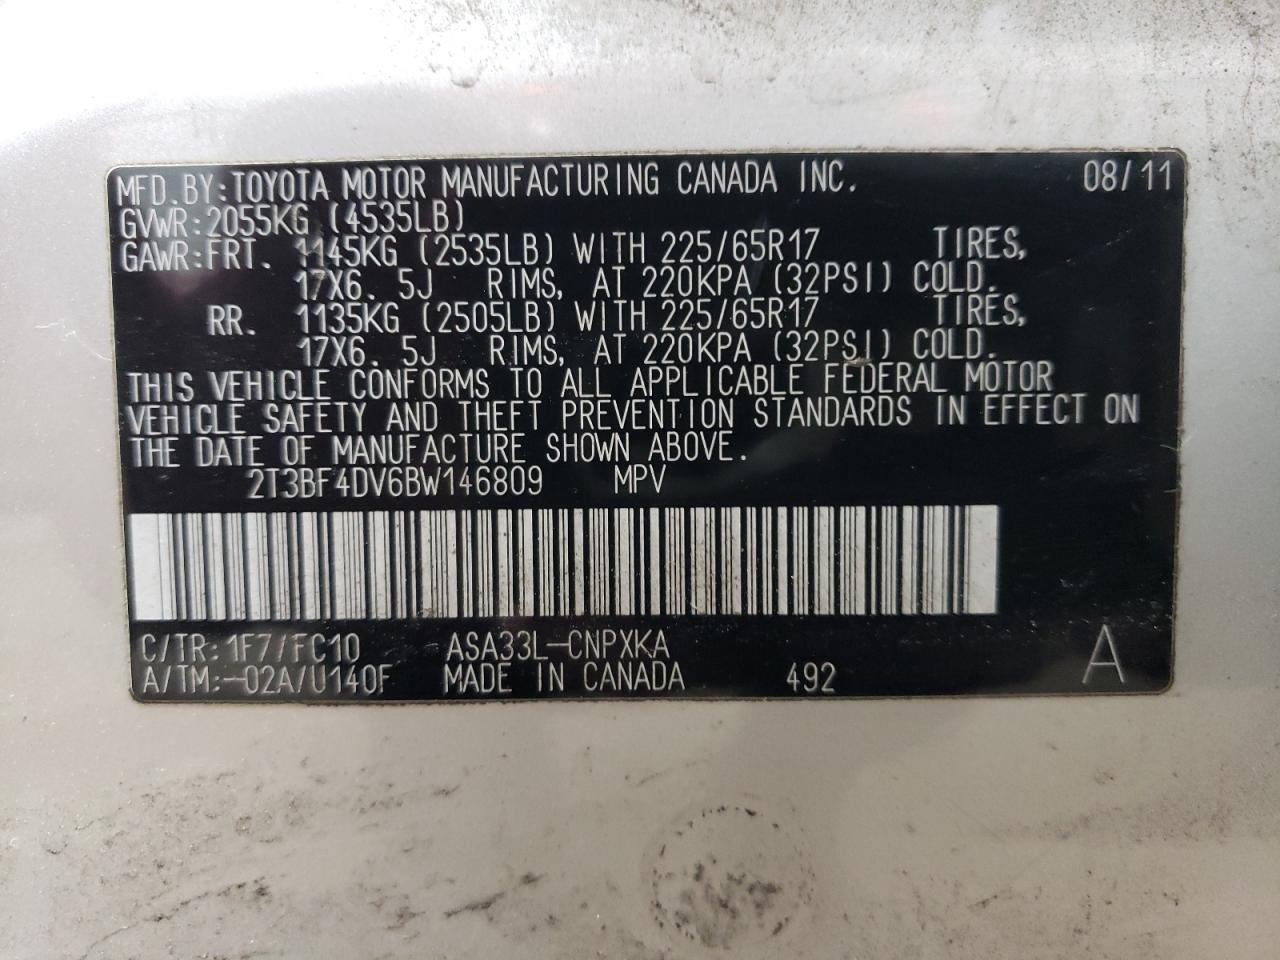 MFD.BY:TOYOTA MOTOR MANUFACTURING CANADA INC. 08/11
GVWR:2055KG (4535LB)
GAWR:FRT. 1145KG (2535LB) WITH 225/65R17 TIRES,
17X6.5J RIMS, AT 220KPA (32PSI) COLD.
RR. 1135KG (2505LB) WITH 225/65R17 TIRES,
17X6.5J RIMS, AT 220KPA (32PSI) COLD.
THIS VEHICLE CONFORMS TO ALL APPLICABLE FEDERAL MOTOR
VEHICLE SAFETY AND THEFT PREVENTION STANDARDS IN EFFECT ON
THE DATE OF MANUFACTURE SHOWN ABOVE.
2T3BF4DV6BW146809 MPV
C/TR:1F7/FC10 ASA33L-CNPXKA A
A/TM:-02A/U140F MADE IN CANADA 492